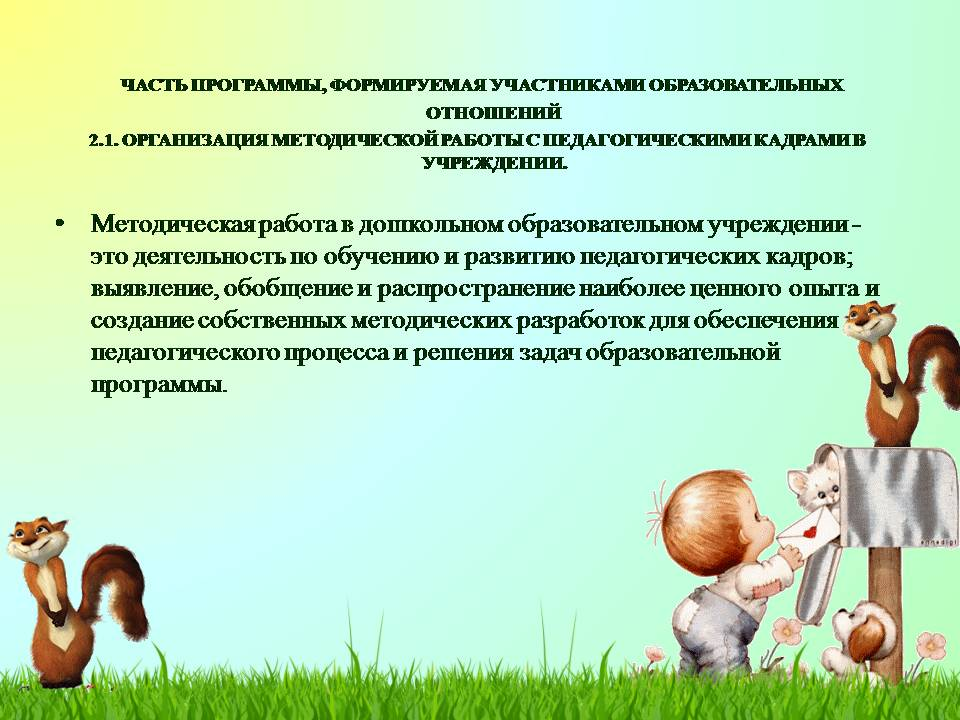 ЧАСТЬ ПРОГРАММЫ, ФОРМИРУЕМАЯ УЧАСТНИКАМИ ОБРАЗОВАТЕЛЬНЫХ
ОТНОШЕНИЙ
2.1. ОРГАНИЗАЦИЯ МЕТОДИЧЕСКОЙ РАБОТЫ С ПЕДАГОГИЧЕСКИМИ КАДРАМИ В
УЧРЕЖДЕНИИ.
• Методическая работа в дошкольном образовательном учреждении -
это деятельность по обучению и развитию педагогических кадров;
выявление, обобщение и распространение наиболее ценного опыта и
создание собственных методических разработок для обеспечения
педагогического процесса и решения задач образовательной
программы.